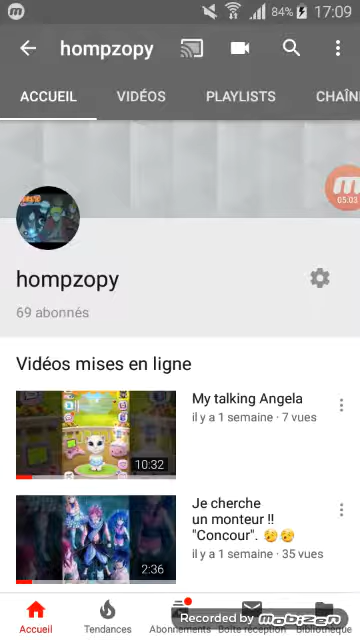 84% 17:09
hompzopy
ACCUEIL VIDÉOS PLAYLISTS CHAÎN
05:03
hompzopy
69 abonnés
Vidéos mises en ligne
10:32
My talking Angela
il y a 1 semaine · 7 vues
2:36
Je cherche
un monteur !!
"Concour". 🥳🥳
il y a 1 semaine · 35 vues
Accueil Tendances Abonnements Boîte réception Bibliothèque
Recorded by mobizen